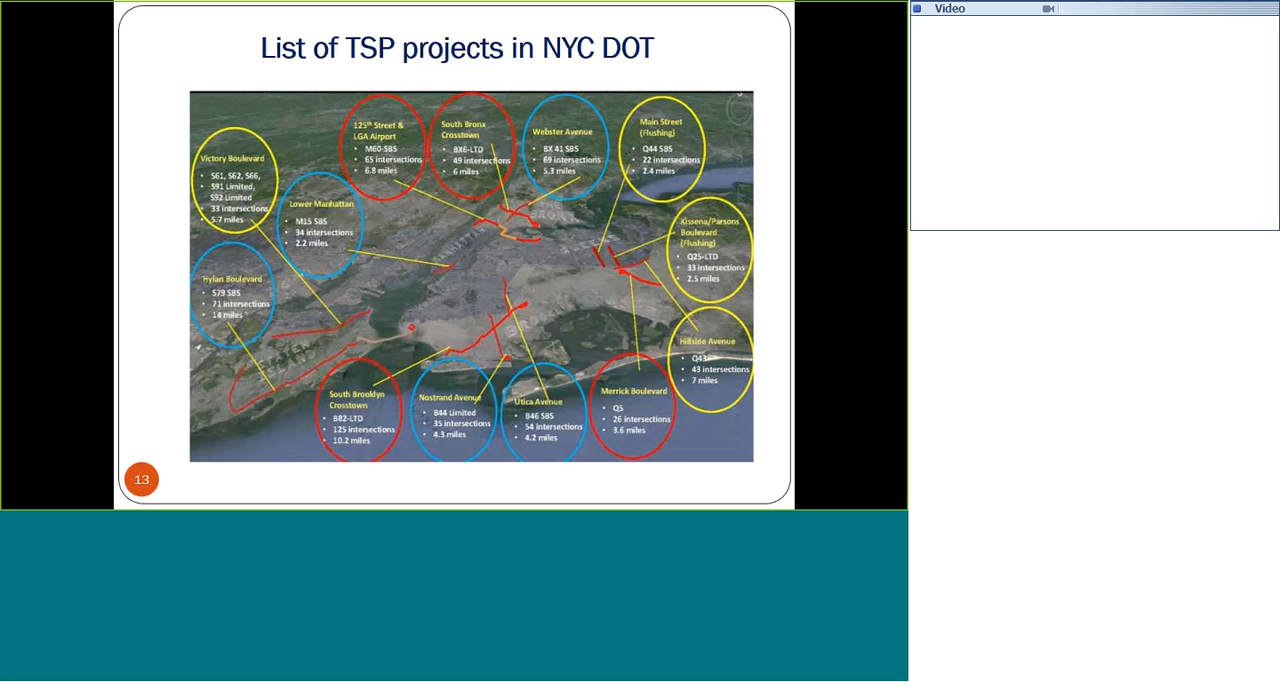 Video
List of TSP projects in NYC DOT
Victory Boulevard
• S61, S62, S66,
S91 Limited,
S92 Limited
• 33 intersections
• 5.7 miles
Lower Manhattan
• M15 SBS
• 34 intersections
• 2.2 miles
125th Street &
LGA Airport
• M60-SBS
• 65 intersections
• 6.8 miles
South Bronx
Crosstown
• BX6-LTD
• 49 intersections
• 6 miles
Webster Avenue
• BX 41 SBS
• 69 intersections
• 5.3 miles
Main Street
(Flushing)
• Q44 SBS
• 22 intersections
• 2.4 miles
Kissena/Parsons
Boulevard
(Flushing)
• Q25-LTD
• 33 intersections
• 2.5 miles
Hylan Boulevard
• S79 SBS
• 71 intersections
• 14 miles
Hillside Avenue
• Q43
• 43 intersections
• 7 miles
South Brooklyn
Crosstown
• B82-LTD
• 125 intersections
• 10.2 miles
Nostrand Avenue
• B44 Limited
• 35 intersections
• 4.3 miles
Utica Avenue
• B46 SBS
• 54 intersections
• 4.2 miles
Merrick Boulevard
• Q5
• 26 intersections
• 3.6 miles
13